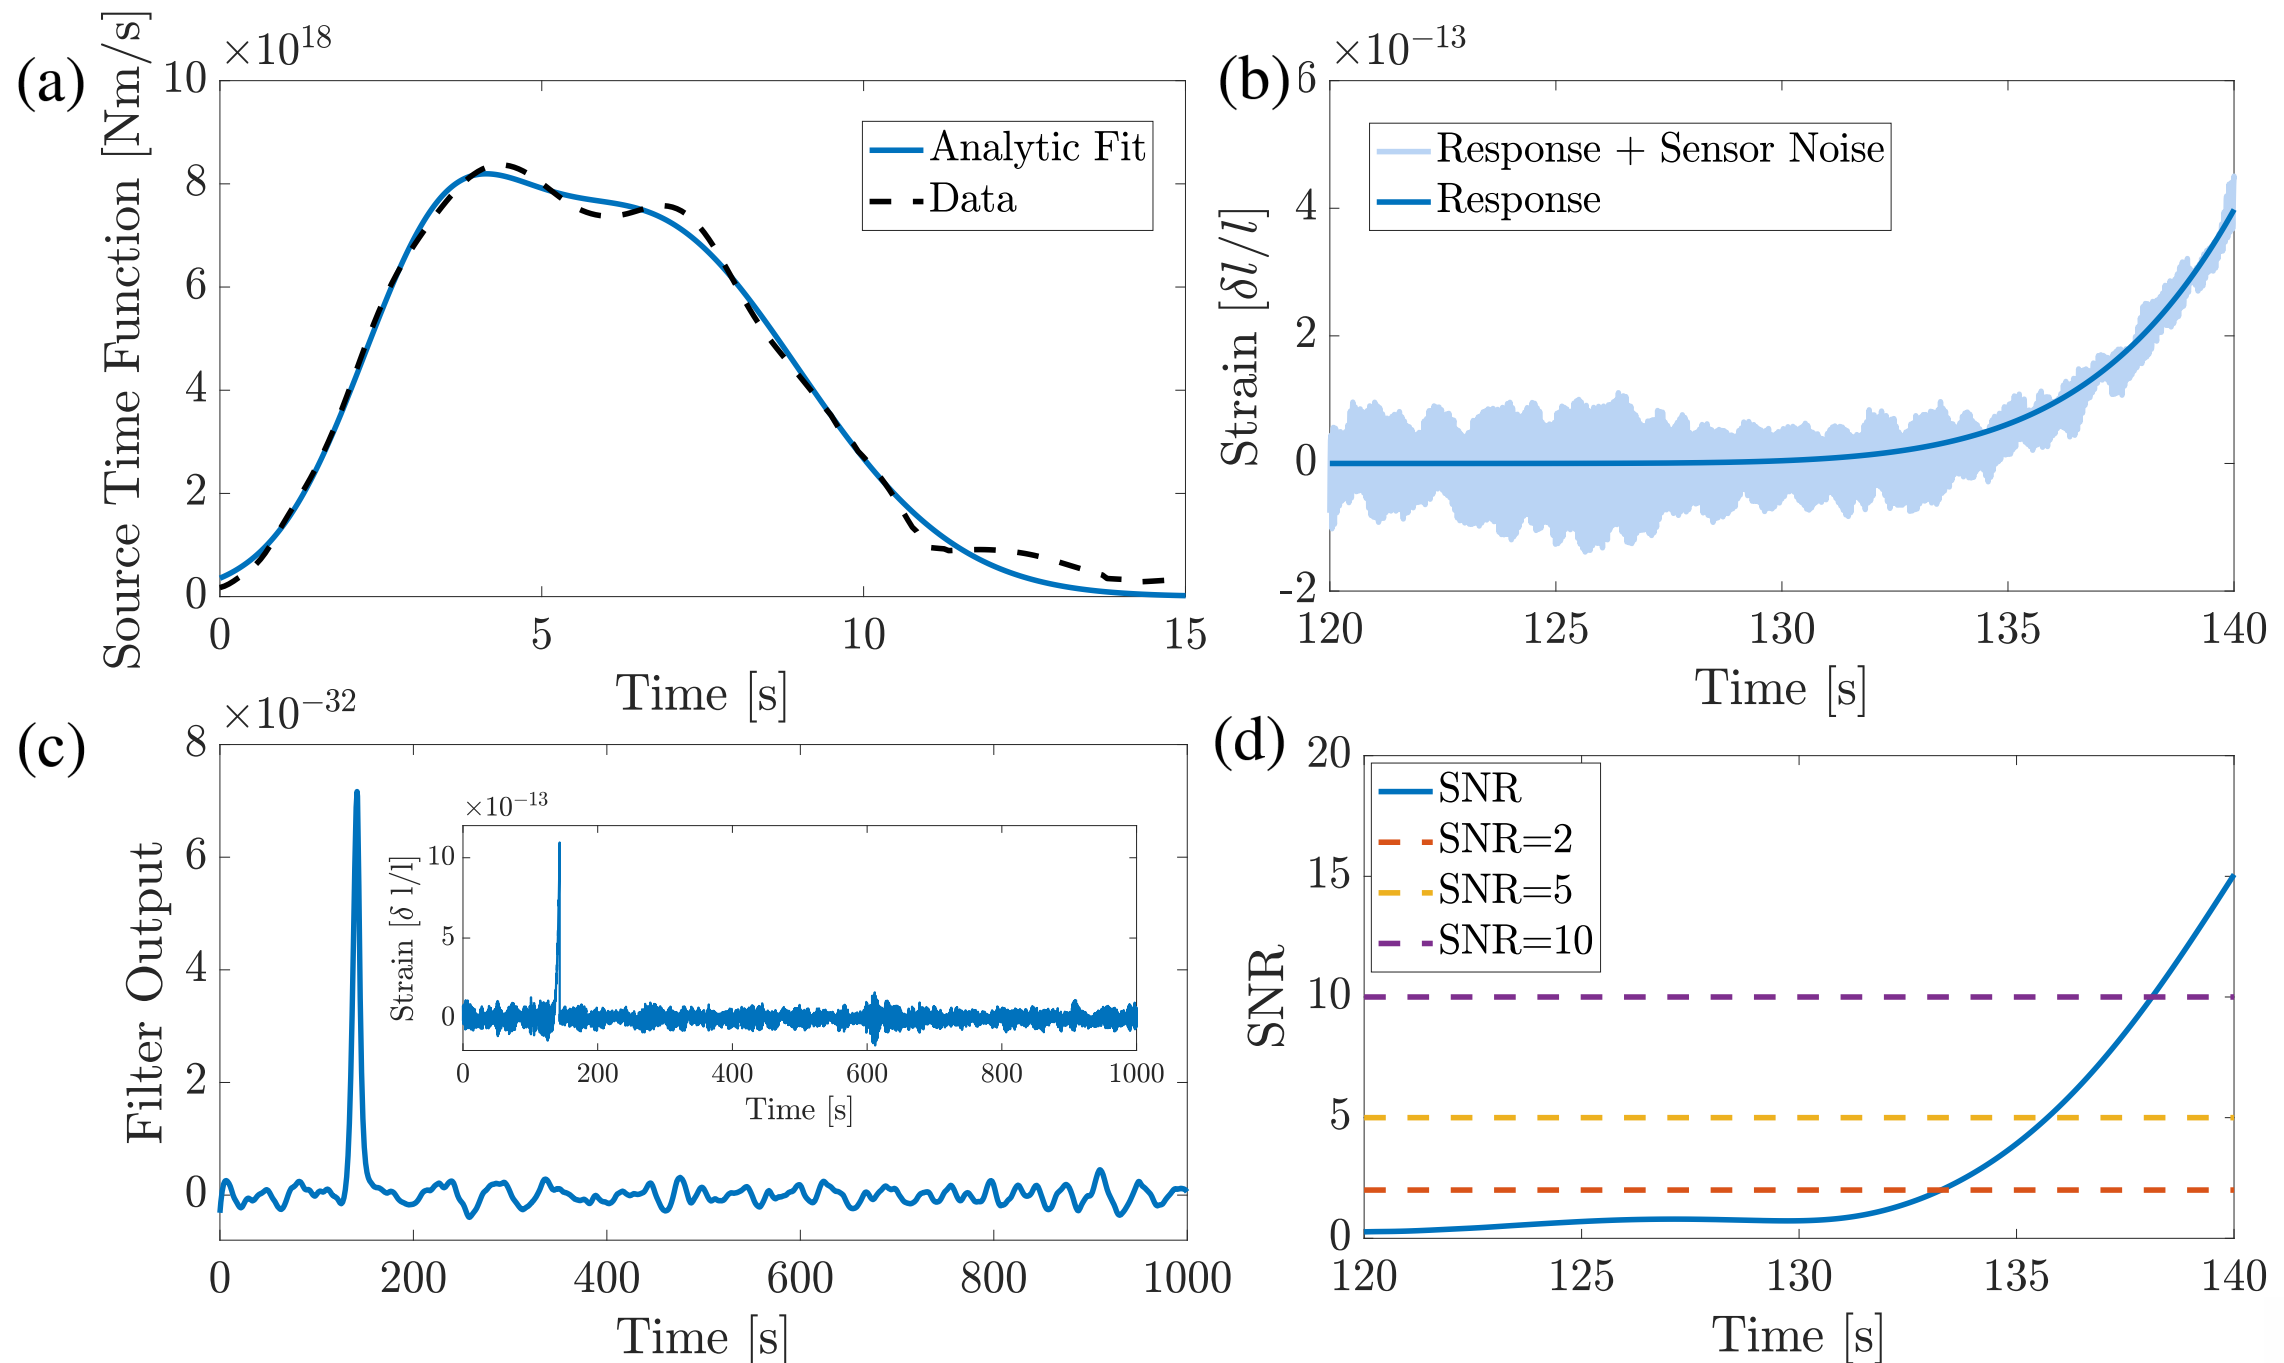 (a)
×10^18
Source Time Function [Nm/s]
10
8
6
4
2
0
Analytic Fit
Data
0 5 10 15
Time [s]
(b)
×10^−13
Strain [δl/l]
6
4
2
0
-2
Response + Sensor Noise
Response
120 125 130 135 140
Time [s]
(c)
×10^−32
Filter Output
8
6
4
2
0
×10^−13
Strain [δ l/l]
10
5
0
0 200 400 600 800 1000
Time [s]
0 200 400 600 800 1000
Time [s]
(d)
SNR
20
15
10
5
0
SNR
SNR=2
SNR=5
SNR=10
120 125 130 135 140
Time [s]